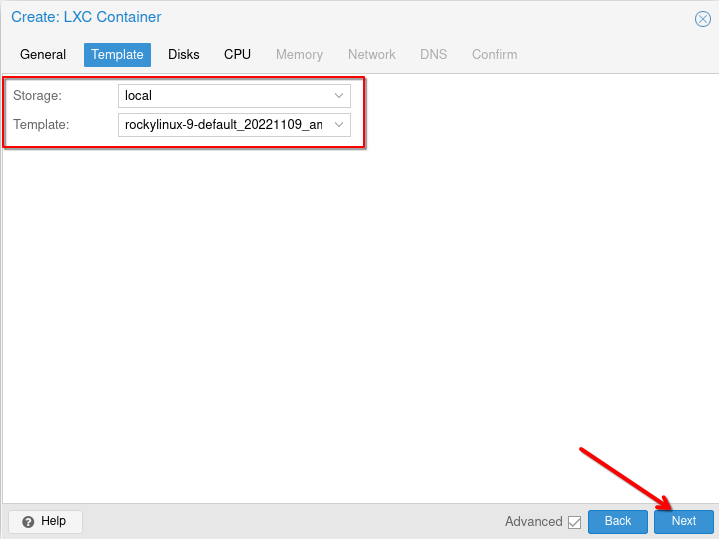 Create: LXC Container
General Template Disks CPU Memory Network DNS Confirm
Storage: local
Template: rockylinux-9-default_20221109_am
Help Advanced Back Next